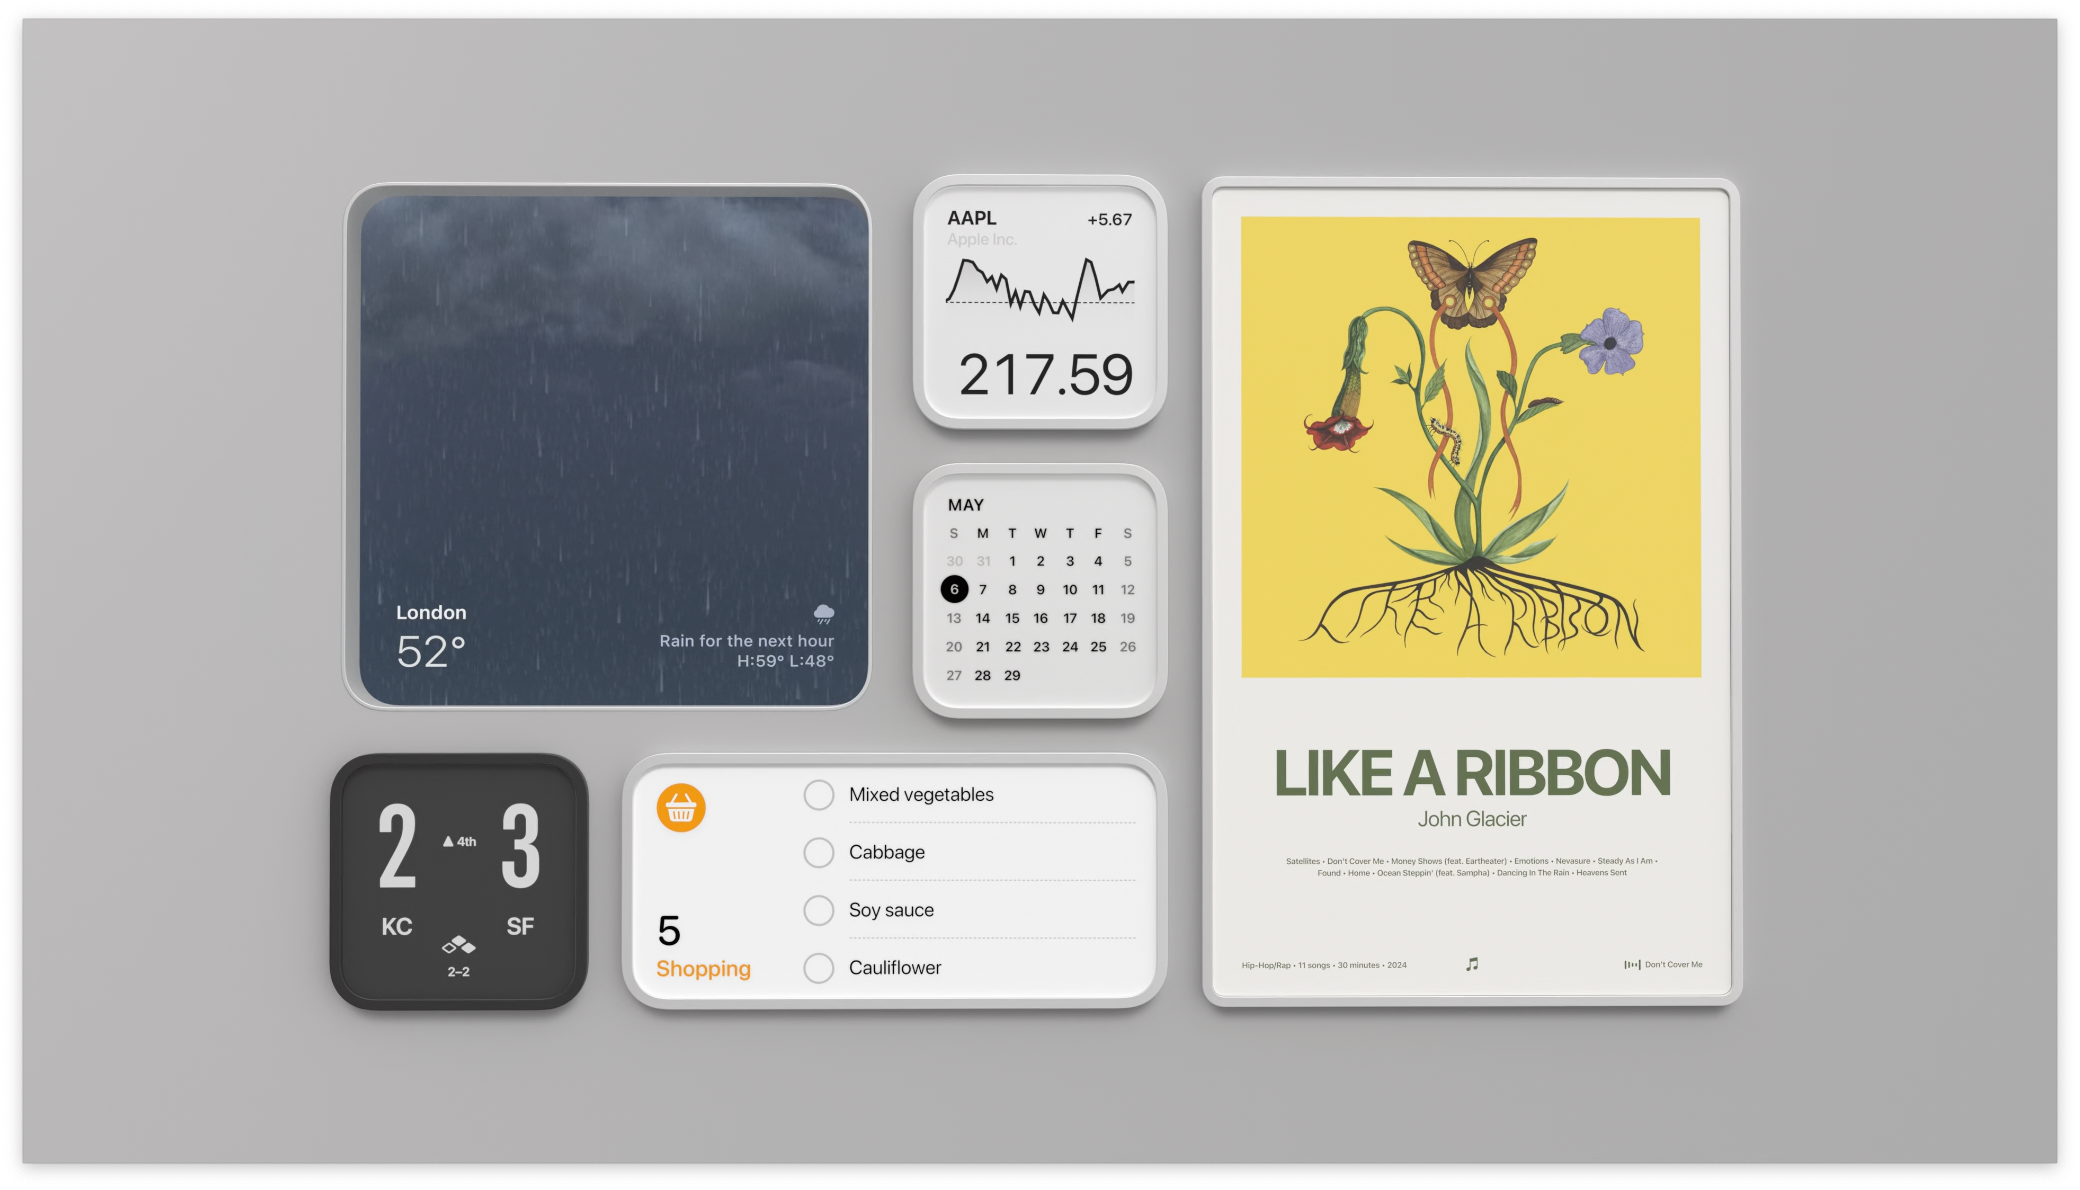 London
52°
Rain for the next hour
H:59° L:48°
AAPL
+5.67
Apple Inc.
217.59
MAY
S M T W T F S
30 31 1 2 3 4 5
6 7 8 9 10 11 12
13 14 15 16 17 18 19
20 21 22 23 24 25 26
27 28 29
2
4th
3
KC
SF
2–2
5
Shopping
Mixed vegetables
Cabbage
Soy sauce
Cauliflower
LIKE A RIBBON
LIKE A RIBBON
John Glacier
Satellites • Don't Cover Me • Money Shows (feat. Eartheater) • Emotions • Nevasure • Steady As I Am •
Found • Home • Ocean Steppin' (feat. Sampha) • Dancing In The Rain • Heavens Sent
Hip-Hop/Rap • 11 songs • 30 minutes • 2024
Don't Cover Me